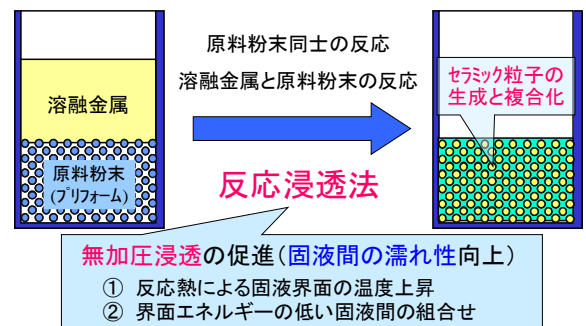 原料粉末同士の反応
溶融金属と原料粉末の反応
溶融金属
原料粉末
(ﾌﾟﾘﾌｫｰﾑ)
反応浸透法
ｾﾗﾐｯｸ粒子の
生成と複合化
無加圧浸透の促進(固液間の濡れ性向上)
① 反応熱による固液界面の温度上昇
② 界面エネルギーの低い固液間の組合せ